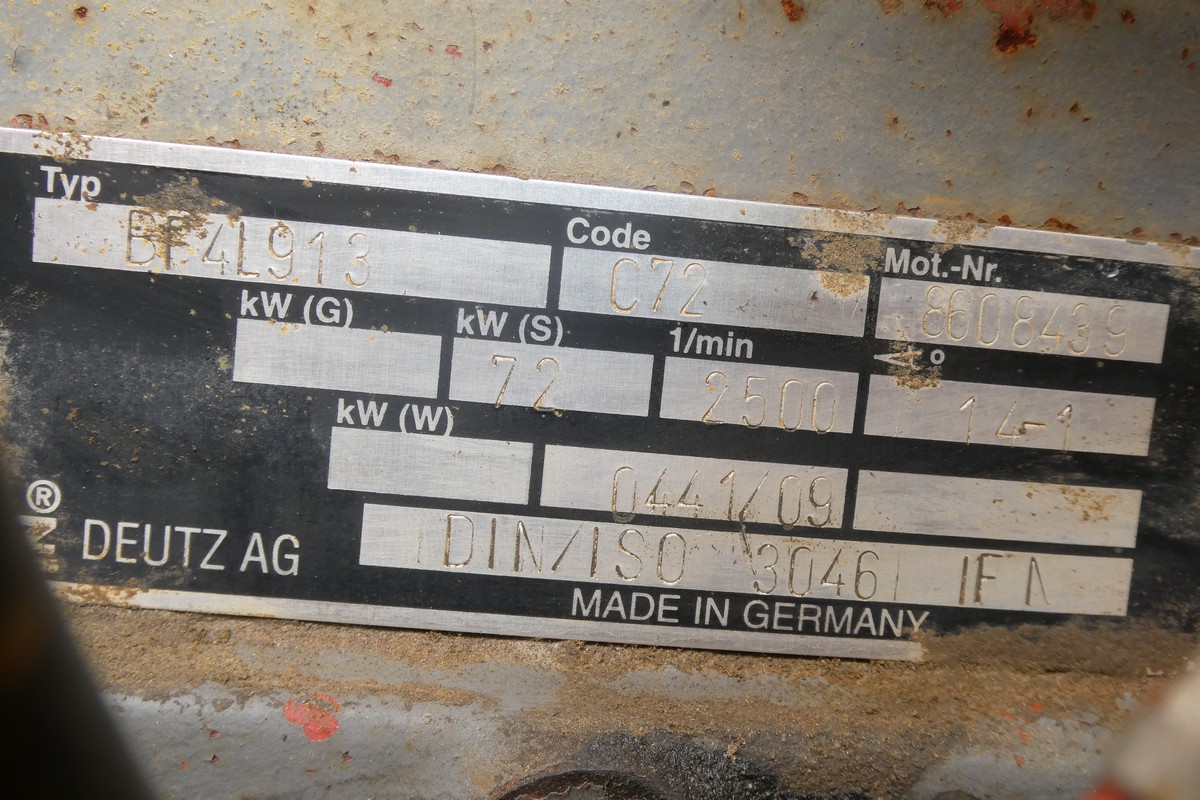 Typ Code Mot.-Nr.
BF4L913 C72 8608439
kW (G) kW (S) 1/min °
72 2500 14-1
kW (W)
0441/09
DIN/ISO 3046 IFN
® DEUTZ AG
MADE IN GERMANY